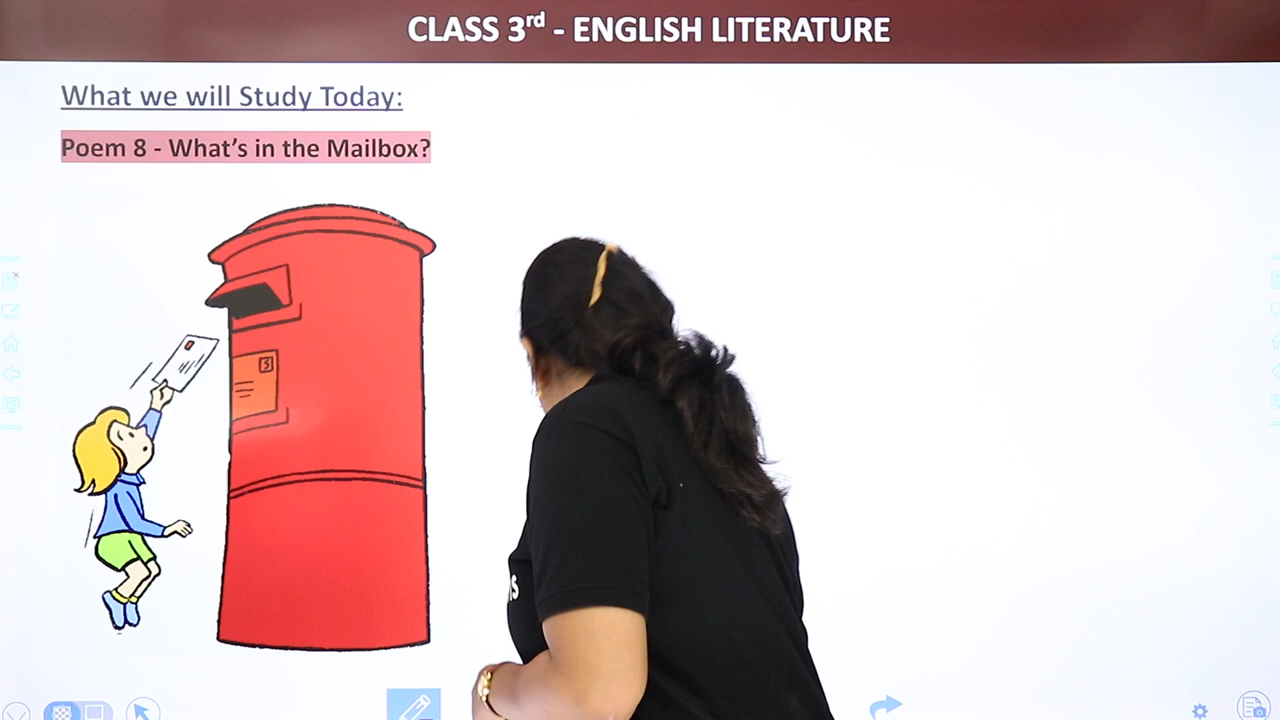 CLASS 3rd - ENGLISH LITERATURE
What we will Study Today:
Poem 8 - What's in the Mailbox?